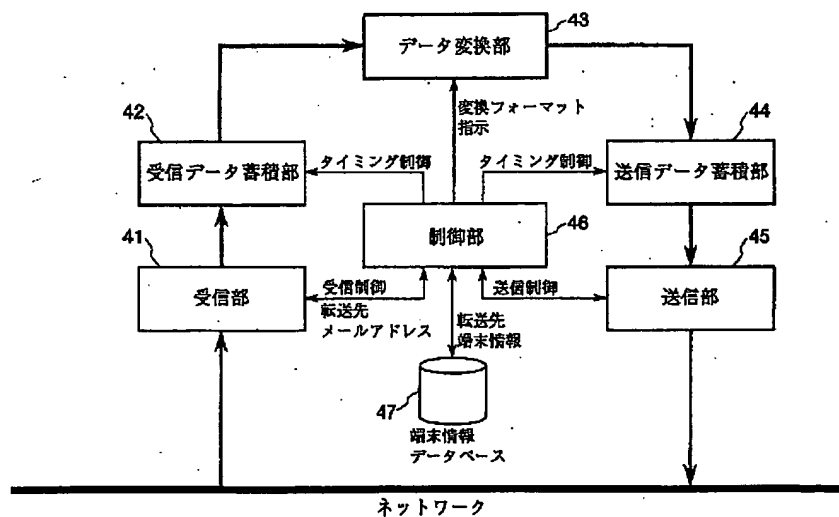 43
データ変換部
変換フォーマット
指示
42
44
受信データ蓄積部
タイミング制御
タイミング制御
送信データ蓄積部
41
制御部
46
45
受信部
受信制御
転送先
メールアドレス
送信制御
送信部
転送先
端末情報
47
端末情報
データベース
ネットワーク